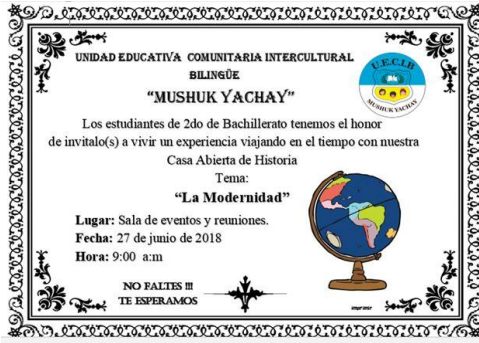 UNIDAD EDUCATIVA COMUNITARIA INTERCULTURAL
BILINGÜE
"MUSHUK YACHAY"
U.E.C.I.B
MUSHUK YACHAY
Los estudiantes de 2do de Bachillerato tenemos el honor
de invitalo(s) a vivir un experiencia viajando en el tiempo con nuestra
Casa Abierta de Historia
Tema:
"La Modernidad"
Lugar: Sala de eventos y reuniones.
Fecha: 27 de junio de 2018
Hora: 9:00 a:m
NO FALTES !!!
TE ESPERAMOS